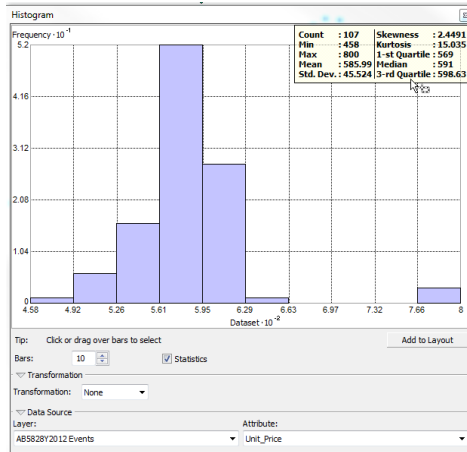 Histogram
Frequency · 10⁻¹
Count : 107 Skewness : 2.4491
Min : 458 Kurtosis : 15.035
Max : 800 1-st Quartile : 569
Mean : 585.99 Median : 591
Std. Dev. : 45.524 3-rd Quartile : 598.63
5.2
4.16
3.12
2.08
1.04
0
4.58 4.92 5.26 5.61 5.95 6.29 6.63 6.97 7.32 7.66 8
Dataset · 10⁻²
Tip: Click or drag over bars to select Add to Layout
Bars: 10 Statistics
Transformation
Transformation: None
Data Source
Layer: Attribute:
AB5828Y2012 Events Unit_Price